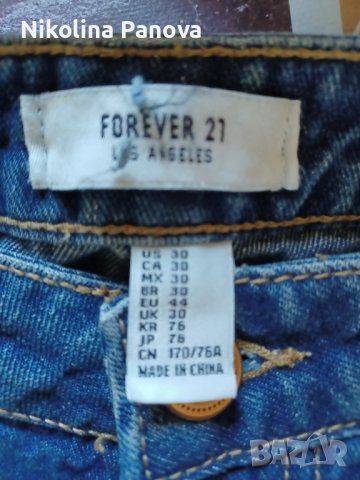 Nikolina Panova
FOREVER 21
LOS ANGELES
US 30
CA 30
MX 30
BR 30
EU 44
UK 30
KR 76
JP 76
CN 170/76A
MADE IN CHINA
BAZAR